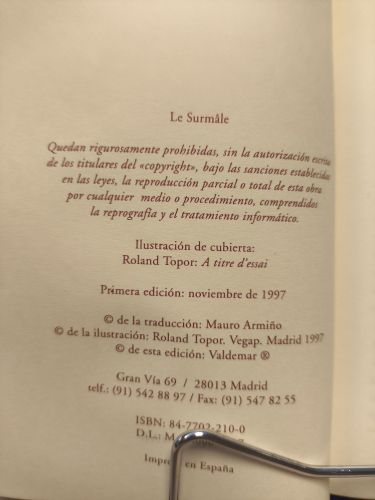 Le Surmâle
Quedan rigurosamente prohibidas, sin la autorización escrita
de los titulares del «copyright», bajo las sanciones establecidas
en las leyes, la reproducción parcial o total de esta obra
por cualquier medio o procedimiento, comprendidos
la reprografía y el tratamiento informático.
Ilustración de cubierta:
Roland Topor: A titre d'essai
Primera edición: noviembre de 1997
© de la traducción: Mauro Armiño
© de la ilustración: Roland Topor. Vegap. Madrid 1997
© de esta edición: Valdemar ®
Gran Vía 69 / 28013 Madrid
telf.: (91) 542 88 97 / Fax: (91) 547 82 55
ISBN: 84-7702-210-0
D.L.:
en España